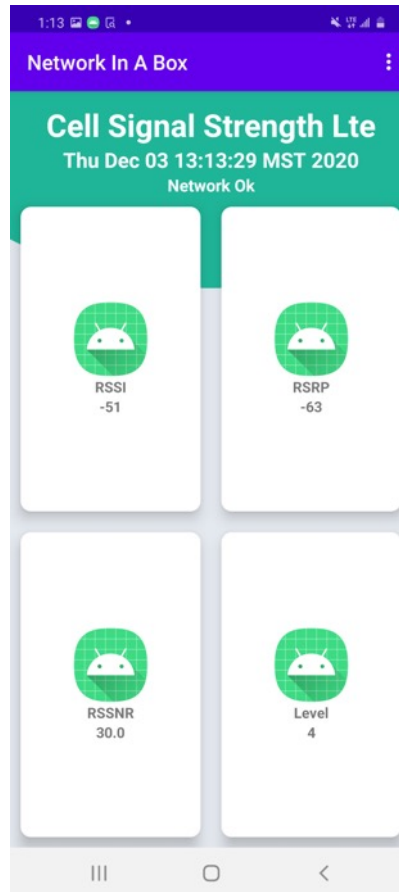 1:13
LTE
Network In A Box
Cell Signal Strength Lte
Thu Dec 03 13:13:29 MST 2020
Network Ok
RSSI
-51
RSRP
-63
RSSNR
30.0
Level
4